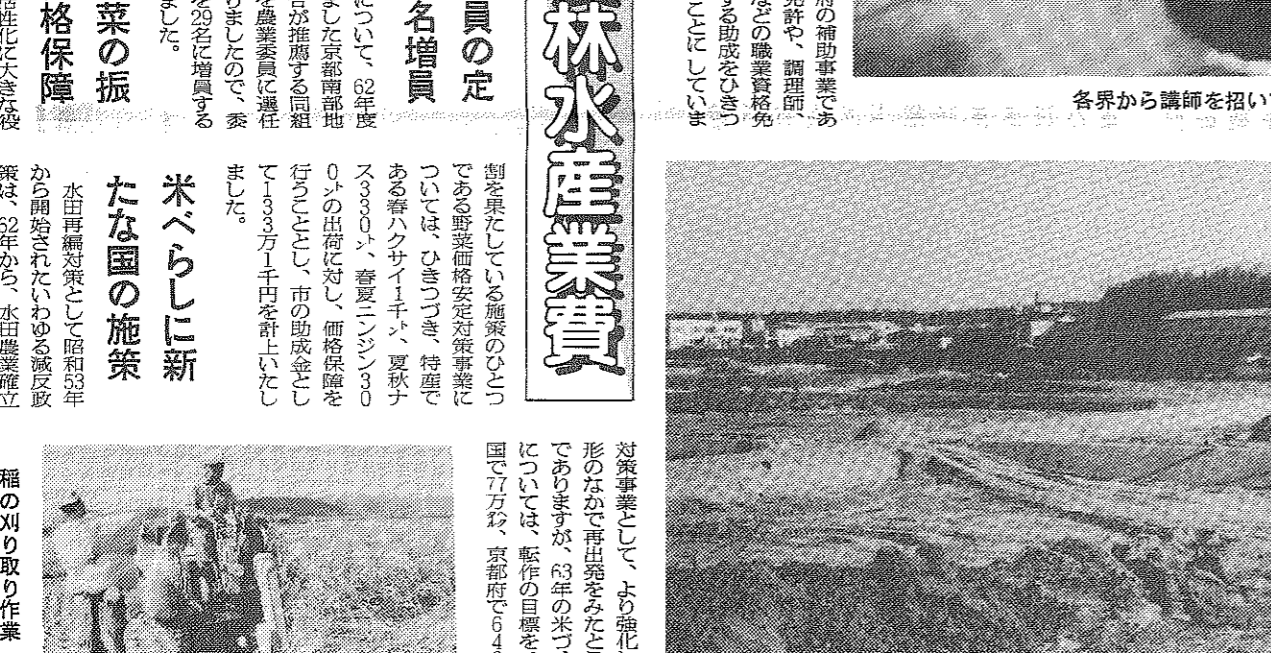 府の補助事業であ
免許や、調理師、
などの職業資格免
する助成をひきつ
ことにしていま
各界から講師を招い
林水産業費
員の定
名増員
について、62年度
ました京都南部地
合が推薦する同組
を農業委員に選任
りましたので、委
を29名に増員する
ました。
菜の振
格保障
活性化に大きな役
割を果たしている施策のひとつ
である野菜価格安定対策事業に
ついては、ひきつづき、特産で
ある春ハクサイ1千㌧、夏秋ナ
ス330㌧、春夏ニンジン30
0㌧の出荷に対し、価格保障を
行うこととし、市の助成金とし
て133万1千円を計上いたし
ました。
米べらしに新
たな国の施策
水田再編対策として昭和53年
から開始されたいわゆる減反政
策は、62年から、水田農業確立
対策事業として、より強化
形のなかで再出発をみたと
でありますが、63年の米づ
については、転作の目標を
国で77万㌶、京都府で64
稲の刈り取り作業